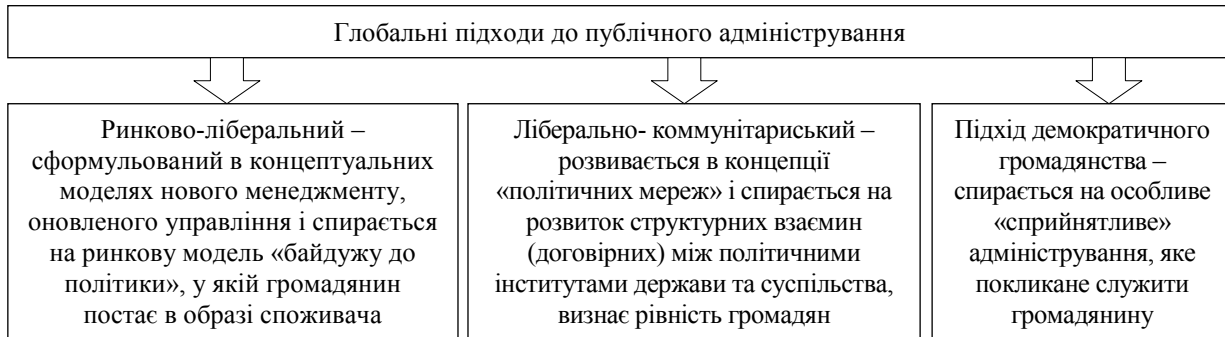 Глобальні підходи до публічного адміністрування
Ринково-ліберальний –
сформульований в концептуальних
моделях нового менеджменту,
оновленого управління і спирається
на ринкову модель «байдужу до
політики», у якій громадянин
постає в образі споживача
Ліберально- коммунітариський –
розвивається в концепції
«політичних мереж» і спирається на
розвиток структурних взаємин
(договірних) між політичними
інститутами держави та суспільства,
визнає рівність громадян
Підхід демократичного
громадянства –
спирається на особливе
«сприйнятливе»
адміністрування, яке
покликане служити
громадянину